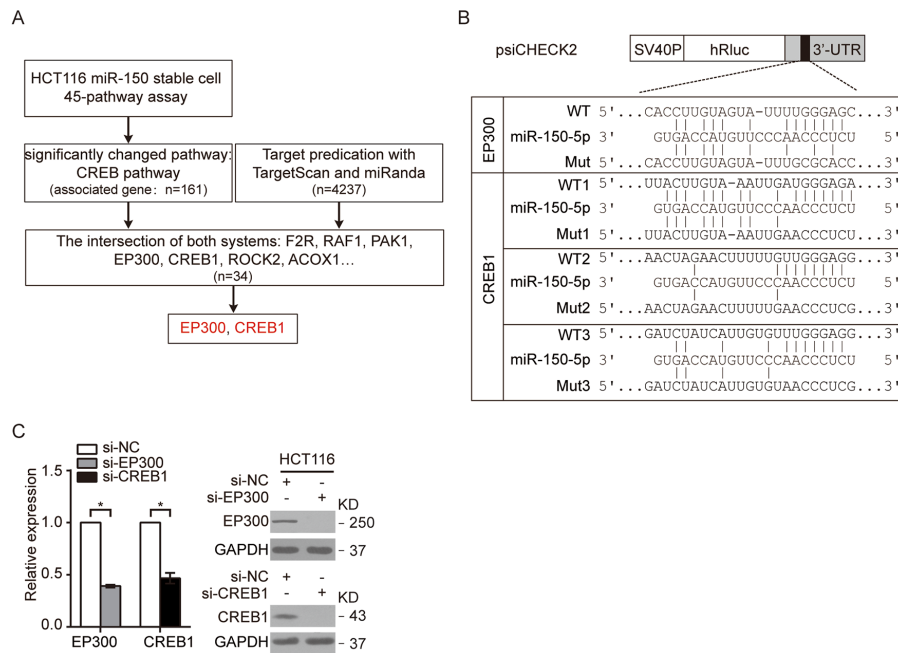 A
HCT116 miR-150 stable cell
45-pathway assay
significantly changed pathway:
CREB pathway
(associated gene: n=161)
Target predication with
TargetScan and miRanda
(n=4237)
The intersection of both systems: F2R, RAF1, PAK1,
EP300, CREB1, ROCK2, ACOX1...
(n=34)
EP300, CREB1
B
psiCHECK2 SV40P hRluc 3'-UTR
EP300
WT 5' ...CACCUUGUAGUA-UUUUGGGAGC...3'
miR-150-5p 3' GUGACCAUGUUCCCAACCCUCU 5'
Mut 5' ...CACCUUGUAGUA-UUUGCGCACC...3'
CREB1
WT1 5' ...UUACUUGUA-AAUUGAUGGGAGA...3'
miR-150-5p 3' GUGACCAUGUUCCCAACCCUCU 5'
Mut1 5' ...UUACUUGUA-AAUUGAACCCUCG...3'
WT2 5' ...AACUAGAACUUUUUGUUGGGAGG...3'
miR-150-5p 3' GUGACCAUGUUCCCAACCCUCU 5'
Mut2 5' ...AACUAGAACUUUUUGAACCCUCG...3'
WT3 5' ...GAUCUAUCAUUGUGUUUGGGAGG...3'
miR-150-5p 3' GUGACCAUGUUCCCAACCCUCU 5'
Mut3 5' ...GAUCUAUCAUUGUGUAACCCUCG...3'
C
si-NC
si-EP300
si-CREB1
Relative expression
1.5
1.0
0.5
0.0
* *
EP300 CREB1
HCT116
si-NC + -
si-EP300 - +
KD
EP300 - 250
GAPDH - 37
si-NC + -
si-CREB1 - +
KD
CREB1 - 43
GAPDH - 37